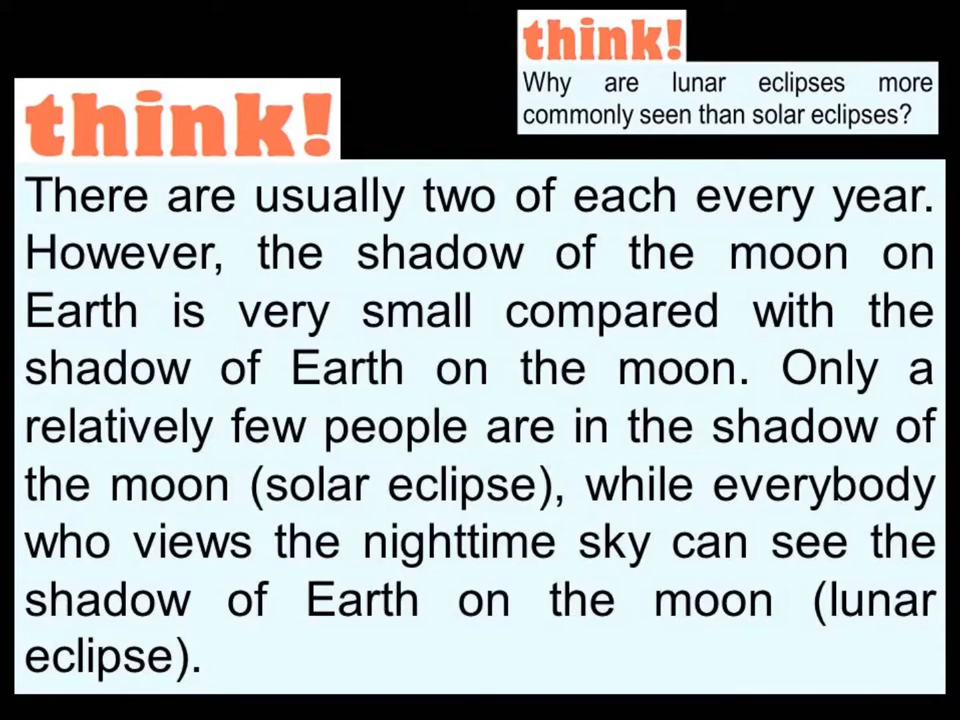 think!
Why are lunar eclipses more
commonly seen than solar eclipses?
think!
There are usually two of each every year.
However, the shadow of the moon on
Earth is very small compared with the
shadow of Earth on the moon. Only a
relatively few people are in the shadow of
the moon (solar eclipse), while everybody
who views the nighttime sky can see the
shadow of Earth on the moon (lunar
eclipse).